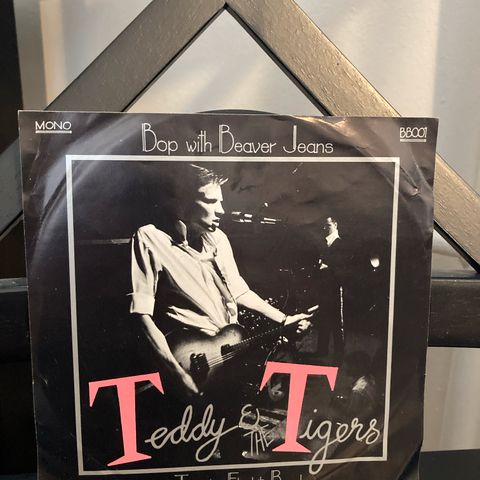 MONO
BB001
Bop with Beaver Jeans
Teddy & THE Tigers